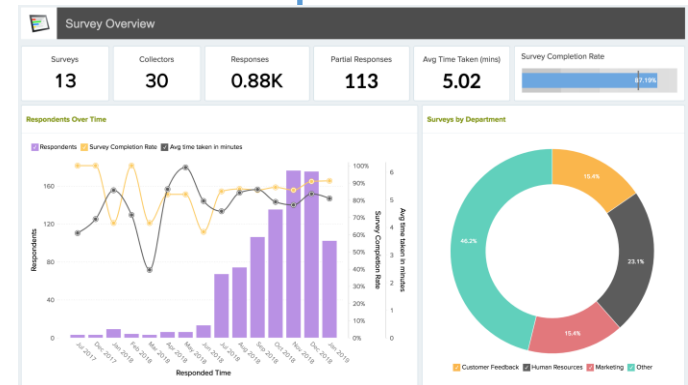 Survey Overview
Surveys
13
Collectors
30
Responses
0.88K
Partial Responses
113
Avg Time Taken (mins)
5.02
Survey Completion Rate
87.19%
Respondents Over Time
Respondents Survey Completion Rate Avg time taken in minutes
Respondents
160
120
80
40
0
100%
90%
80%
70%
60%
50%
40%
30%
20%
10%
0%
Survey Completion Rate
6
5
4
3
2
1
0
Avg time taken in minutes
Jul 2017
Dec 2017
Jan 2018
Feb 2018
Mar 2018
Apr 2018
May 2018
Jun 2018
Jul 2018
Aug 2018
Sep 2018
Oct 2018
Nov 2018
Dec 2018
Jan 2019
Responded Time
Surveys by Department
15.4%
23.1%
15.4%
46.2%
Customer Feedback Human Resources Marketing Other